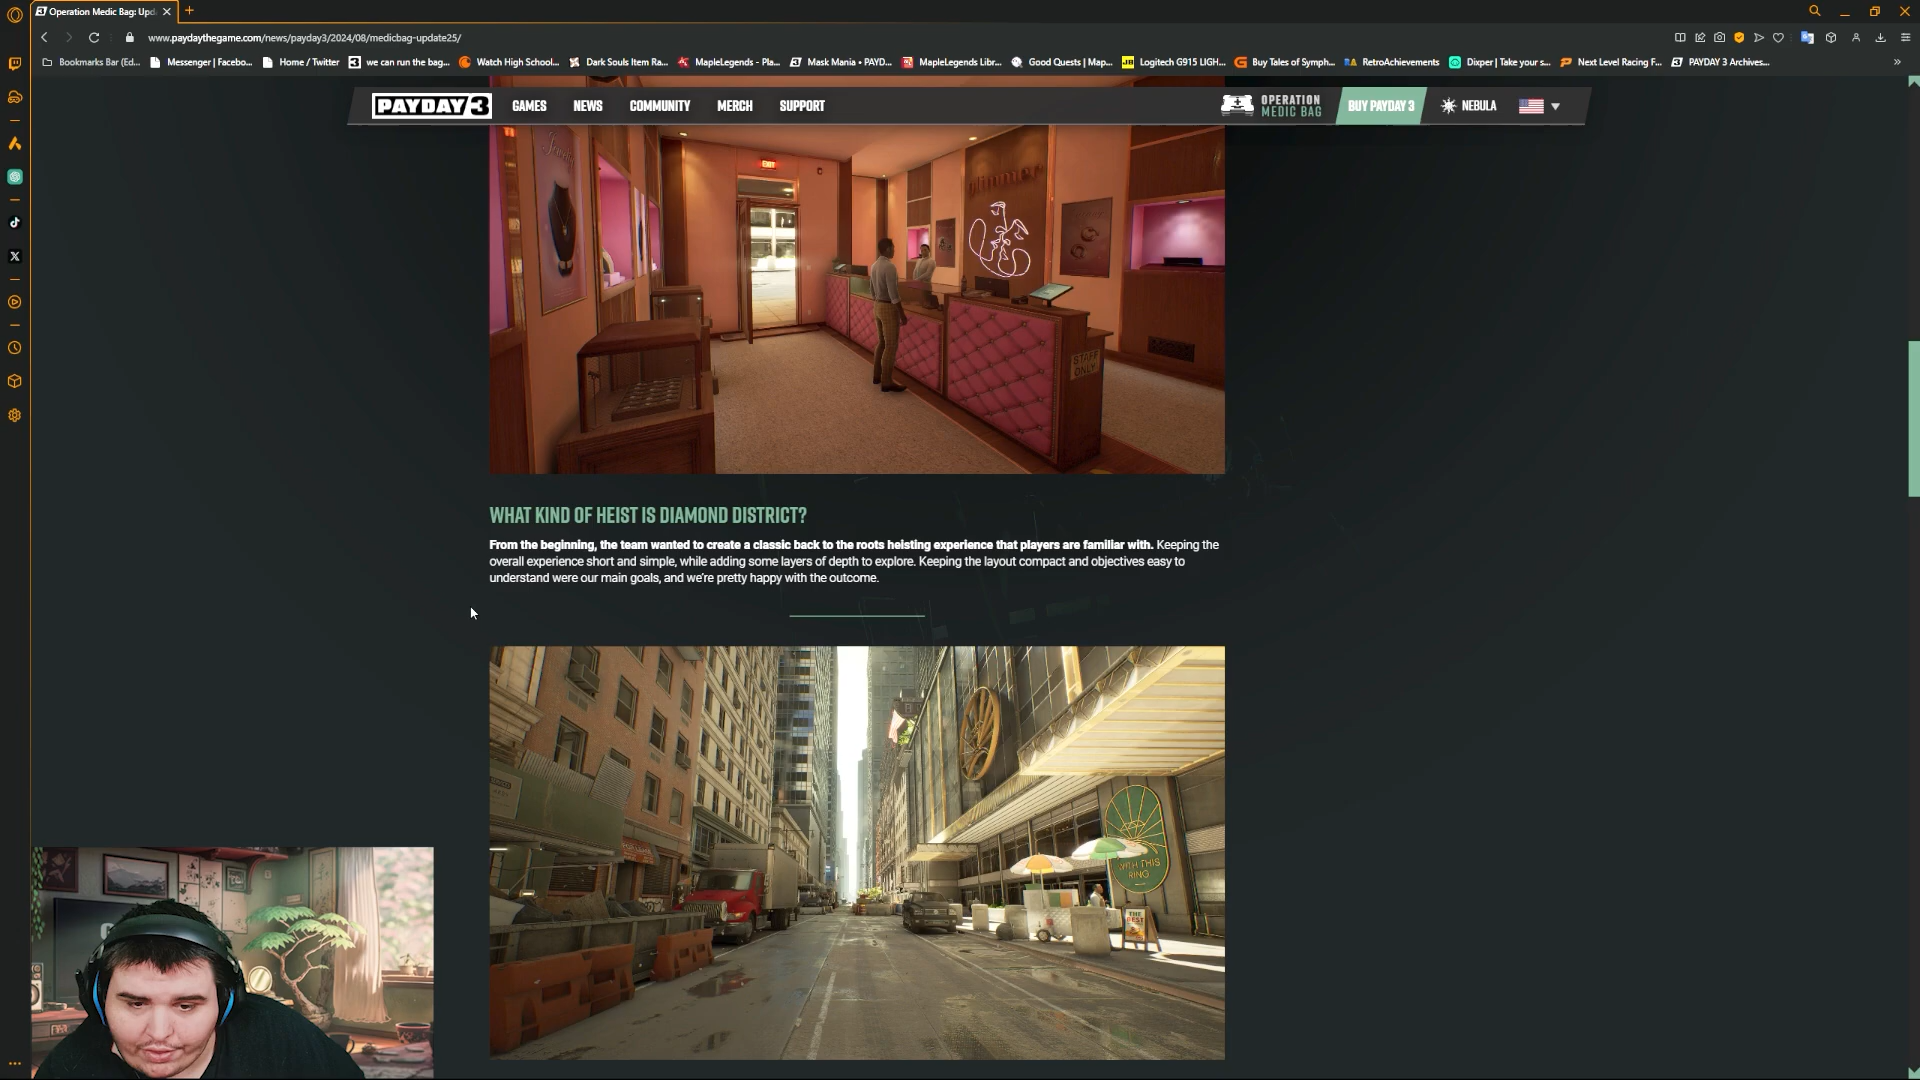 Operation Medic Bag: Upd
www.paydaythegame.com/news/payday3/2024/08/medicbag-update25/
Bookmarks Bar (Ed... Messenger | Faceboo... Home / Twitter we can run the bag... Watch High School... Dark Souls Item Ra... MapleLegends - Pla... Mask Mania • PAYD... MapleLegends Libr... Good Quests | Map... Logitech G915 LIGH... Buy Tales of Symph... RetroAchievements Dixper | Take your s... Next Level Racing F... PAYDAY 3 Archives...
PAYDAY 3 GAMES NEWS COMMUNITY MERCH SUPPORT OPERATION MEDIC BAG BUY PAYDAY 3 NEBULA
EXIT
glimmer
STAFF
ONLY
WHAT KIND OF HEIST IS DIAMOND DISTRICT?
From the beginning, the team wanted to create a classic back to the roots heisting experience that players are familiar with. Keeping the
overall experience short and simple, while adding some layers of depth to explore. Keeping the layout compact and objectives easy to
understand were our main goals, and we're pretty happy with the outcome.
WITH THIS
RING
THE
BEST